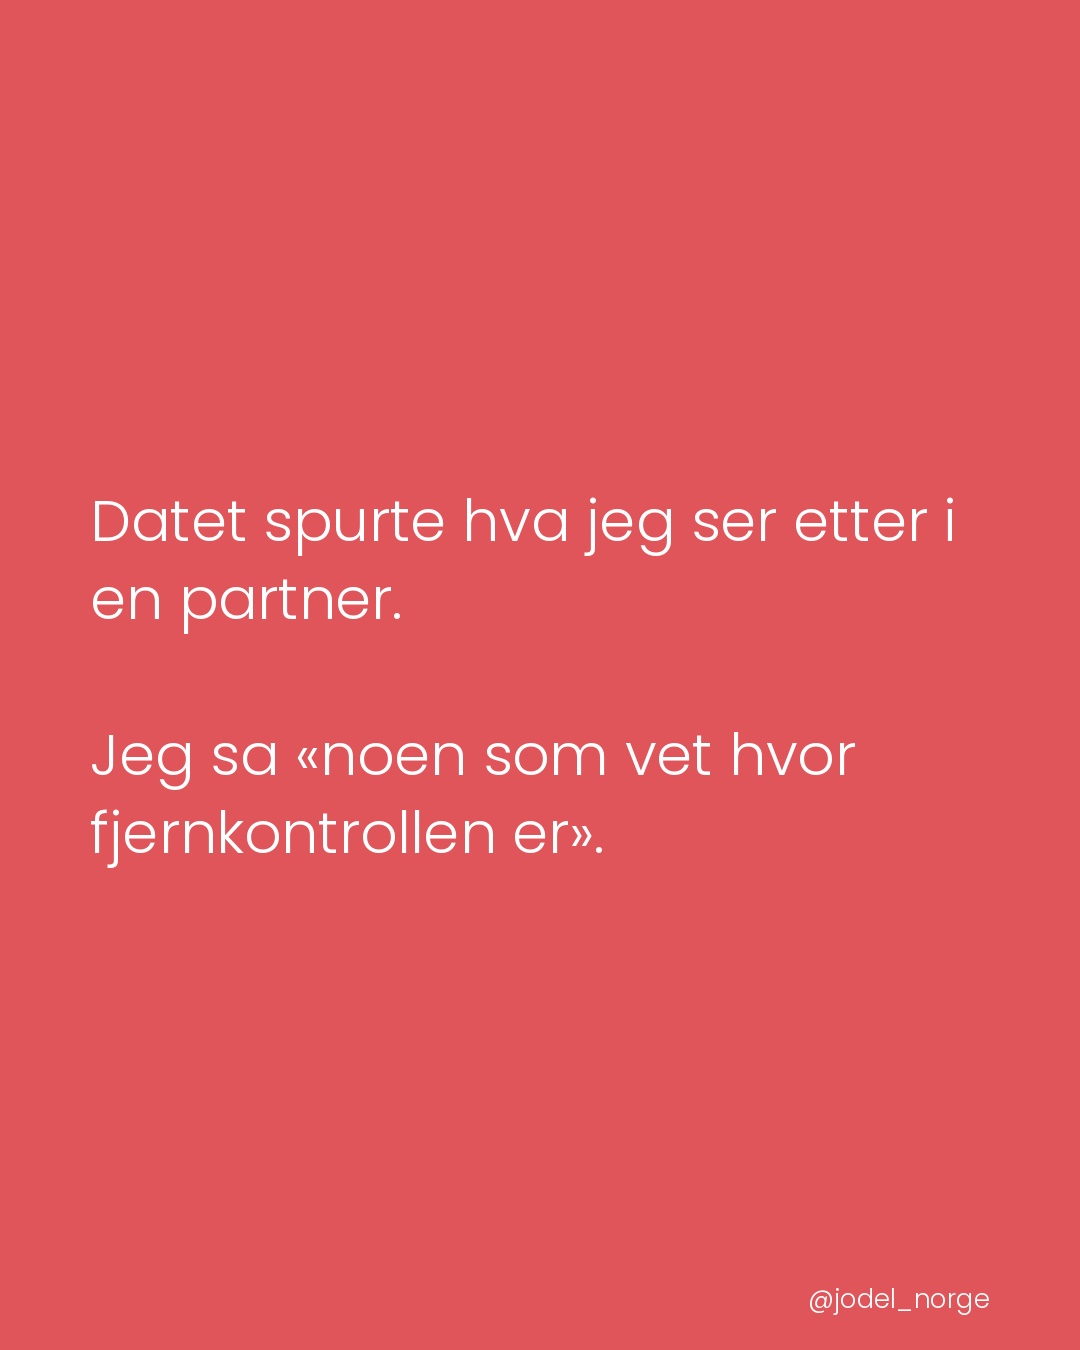 Datet spurte hva jeg ser etter i
en partner.
Jeg sa «noen som vet hvor
fjernkontrollen er».
@jodel_norge